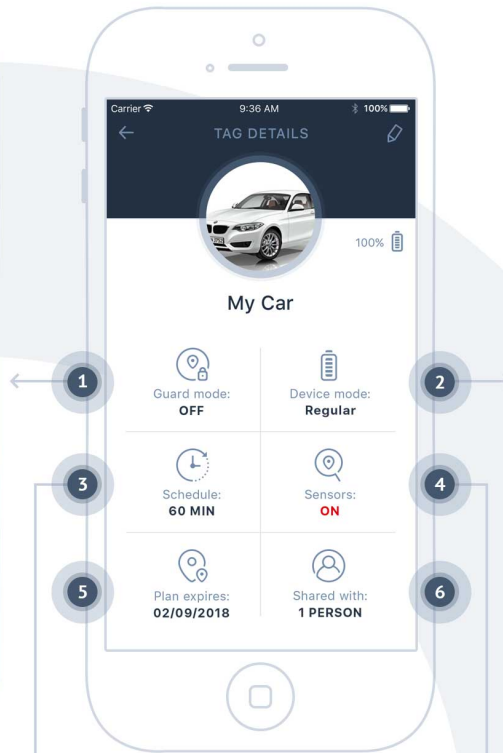 Carrier 9:36 AM 100%
TAG DETAILS
100%
My Car
1
Guard mode:
OFF
2
Device mode:
Regular
3
Schedule:
60 MIN
4
Sensors:
ON
5
Plan expires:
02/09/2018
6
Shared with:
1 PERSON